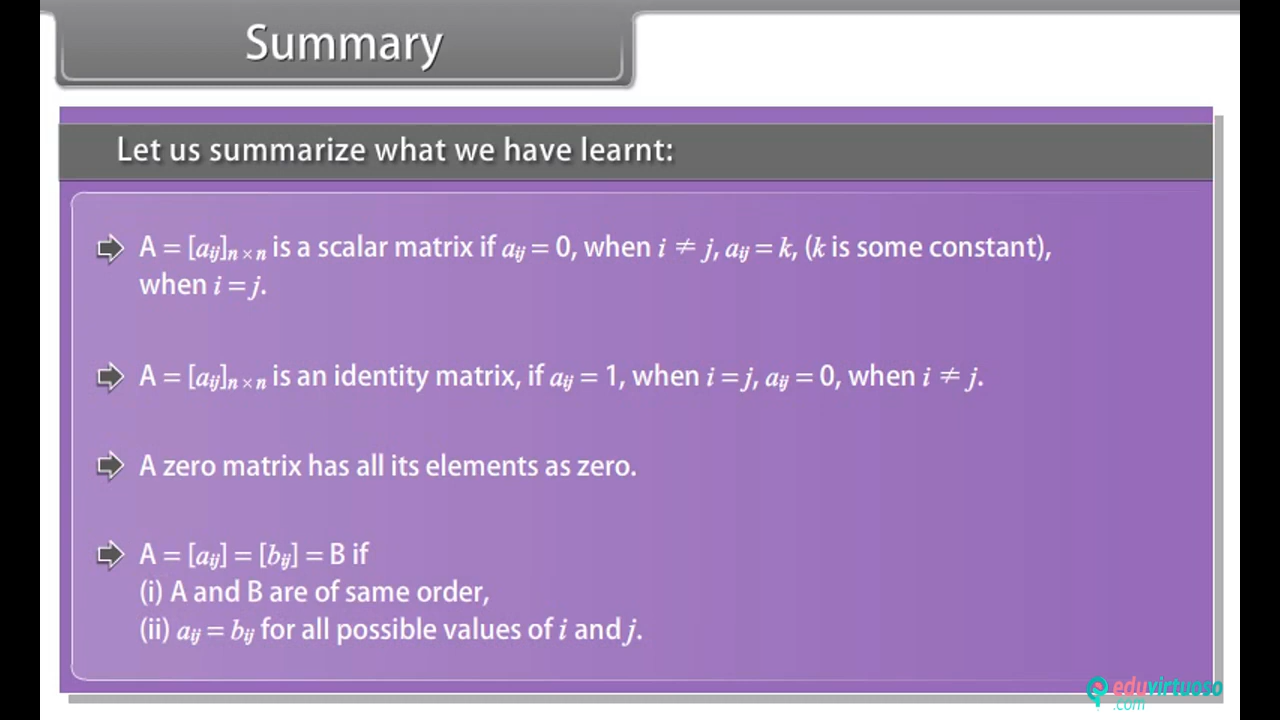 Summary
Let us summarize what we have learnt:
A = [aij]n × n is a scalar matrix if aij = 0, when i ≠ j, aij = k, (k is some constant),
when i = j.
A = [aij]n × n is an identity matrix, if aij = 1, when i = j, aij = 0, when i ≠ j.
A zero matrix has all its elements as zero.
A = [aij] = [bij] = B if
(i) A and B are of same order,
(ii) aij = bij for all possible values of i and j.
eduvirtuoso
.com